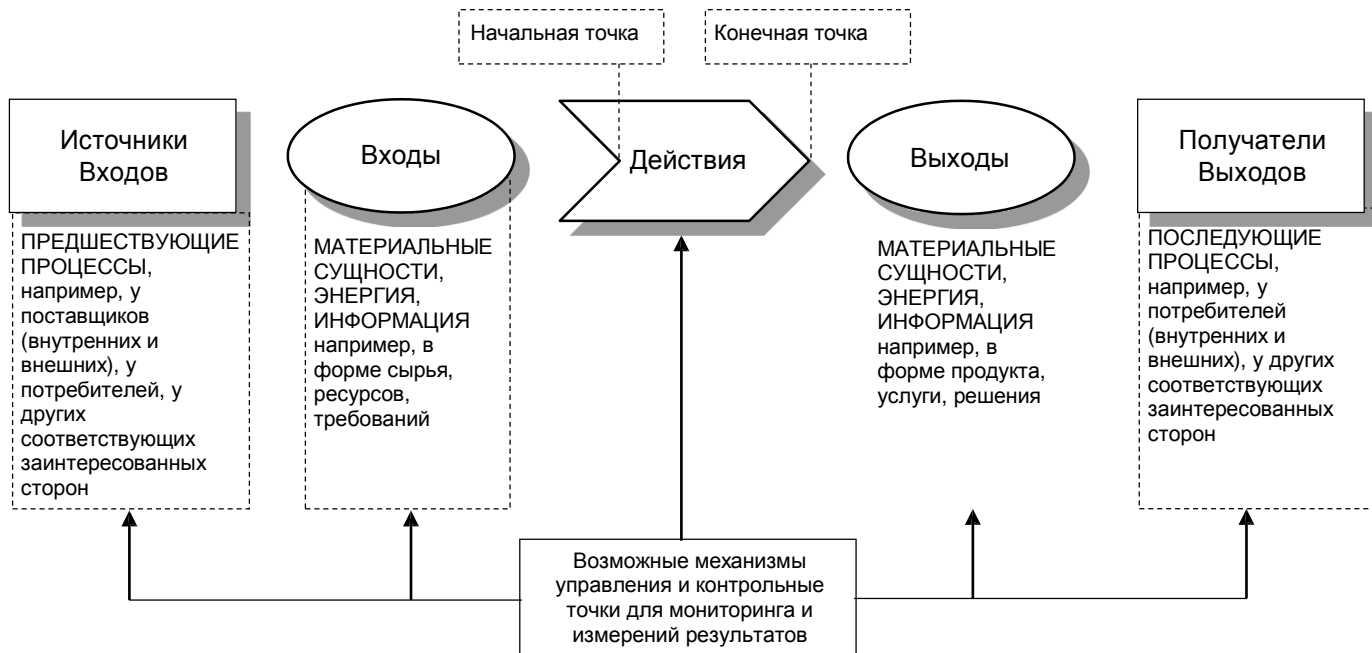 Начальная точка
Конечная точка
Источники
Входов
Входы
Действия
Выходы
Получатели
Выходов
ПРЕДШЕСТВУЮЩИЕ
ПРОЦЕССЫ,
например, у
поставщиков
(внутренних и
внешних), у
потребителей, у
других
соответствующих
заинтересованных
сторон
МАТЕРИАЛЬНЫЕ
СУЩНОСТИ,
ЭНЕРГИЯ,
ИНФОРМАЦИЯ
например, в
форме сырья,
ресурсов,
требований
МАТЕРИАЛЬНЫЕ
СУЩНОСТИ,
ЭНЕРГИЯ,
ИНФОРМАЦИЯ
например, в
форме продукта,
услуги, решения
ПОСЛЕДУЮЩИЕ
ПРОЦЕССЫ,
например, у
потребителей
(внутренних и
внешних), у других
соответствующих
заинтересованных
сторон
Возможные механизмы
управления и контрольные
точки для мониторинга и
измерений результатов